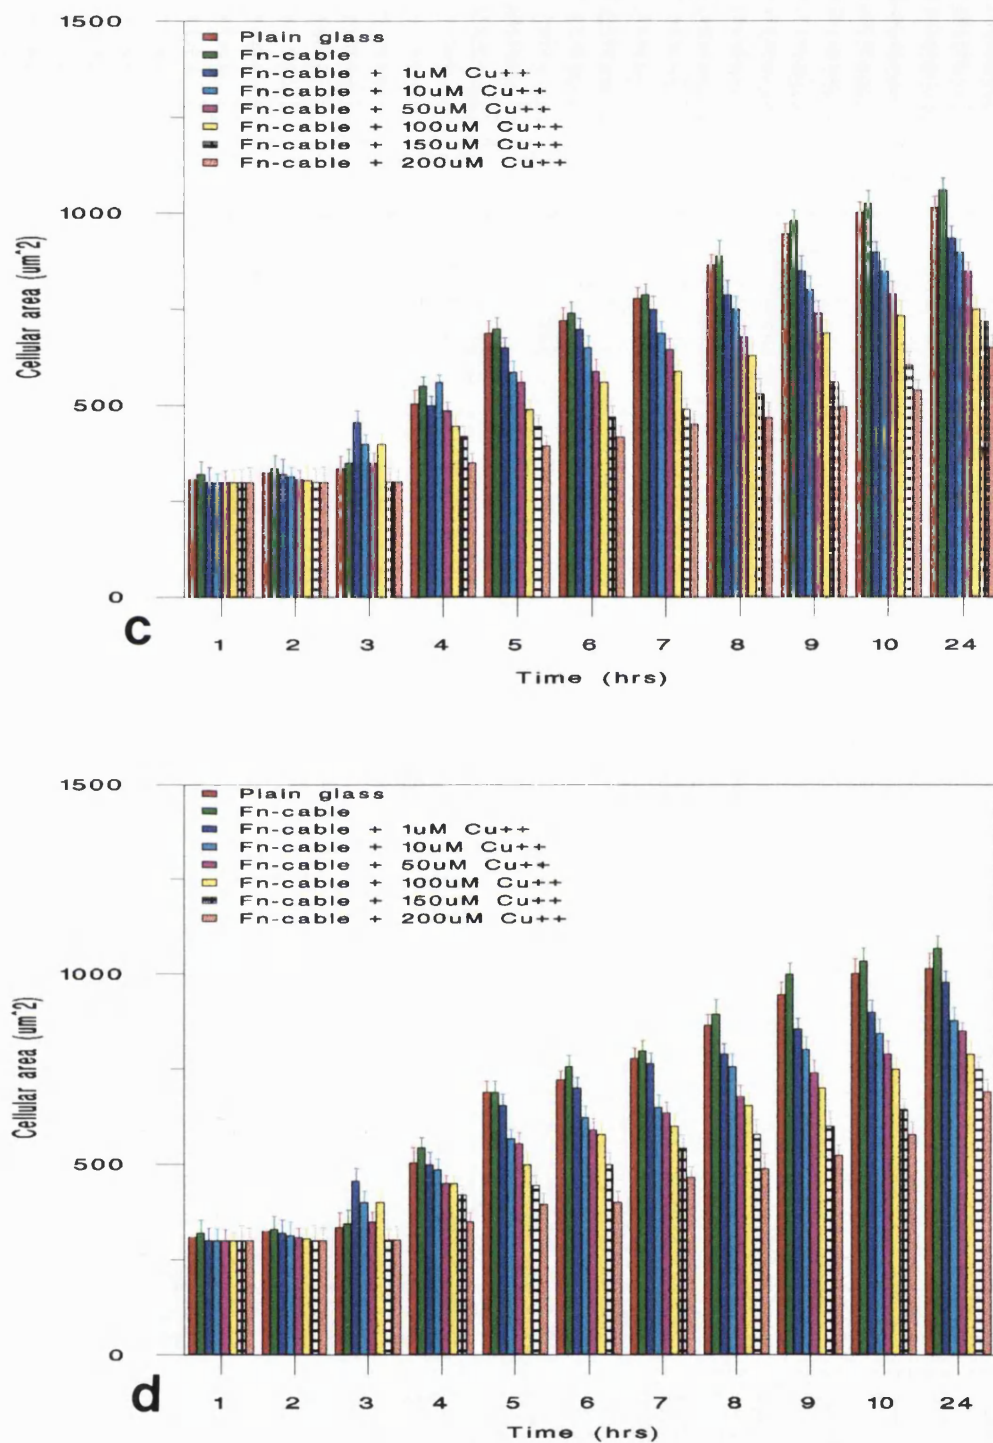 1500
Plain glass
Fn-cable
Fn-cable + 1uM Cu++
Fn-cable + 10uM Cu++
Fn-cable + 50uM Cu++
Fn-cable + 100uM Cu++
Fn-cable + 150uM Cu++
Fn-cable + 200uM Cu++
1000
500
0
Cellular area (um^2)
c
1 2 3 4 5 6 7 8 9 10 24
Time (hrs)
1500
Plain glass
Fn-cable
Fn-cable + 1uM Cu++
Fn-cable + 10uM Cu++
Fn-cable + 50uM Cu++
Fn-cable + 100uM Cu++
Fn-cable + 150uM Cu++
Fn-cable + 200uM Cu++
1000
500
0
Cellular area (um^2)
d
1 2 3 4 5 6 7 8 9 10 24
Time (hrs)